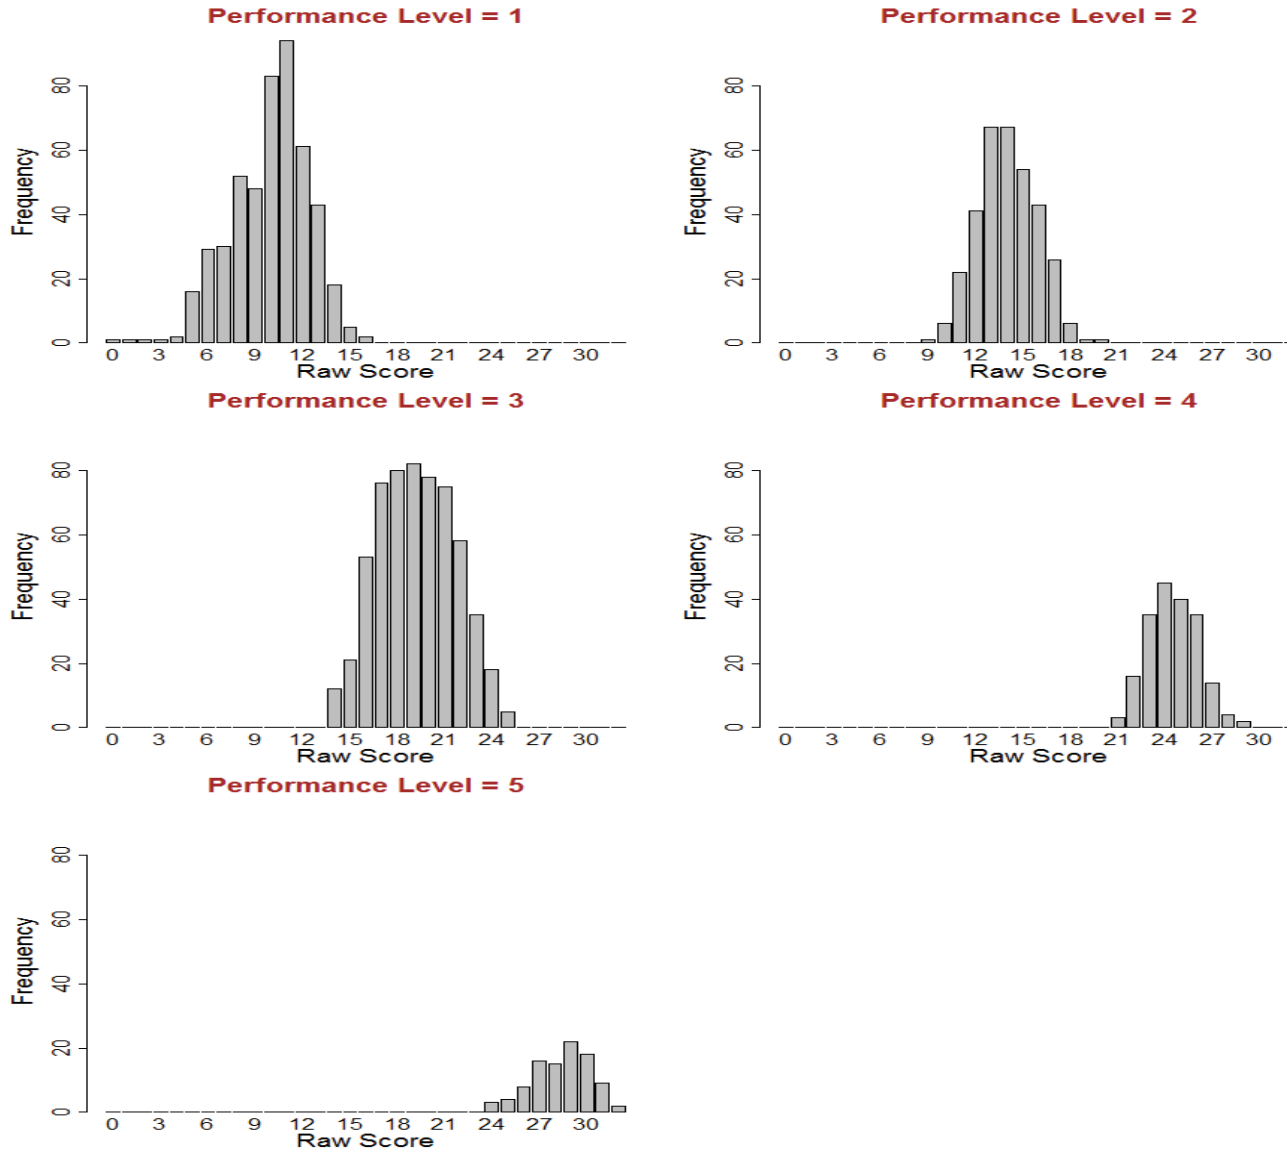 Performance Level = 1
Frequency
0 20 40 60 80
0 3 6 9 12 15 18 21 24 27 30
Raw Score
Performance Level = 2
Frequency
0 20 40 60 80
0 3 6 9 12 15 18 21 24 27 30
Raw Score
Performance Level = 3
Frequency
0 20 40 60 80
0 3 6 9 12 15 18 21 24 27 30
Raw Score
Performance Level = 4
Frequency
0 20 40 60 80
0 3 6 9 12 15 18 21 24 27 30
Raw Score
Performance Level = 5
Frequency
0 20 40 60 80
0 3 6 9 12 15 18 21 24 27 30
Raw Score